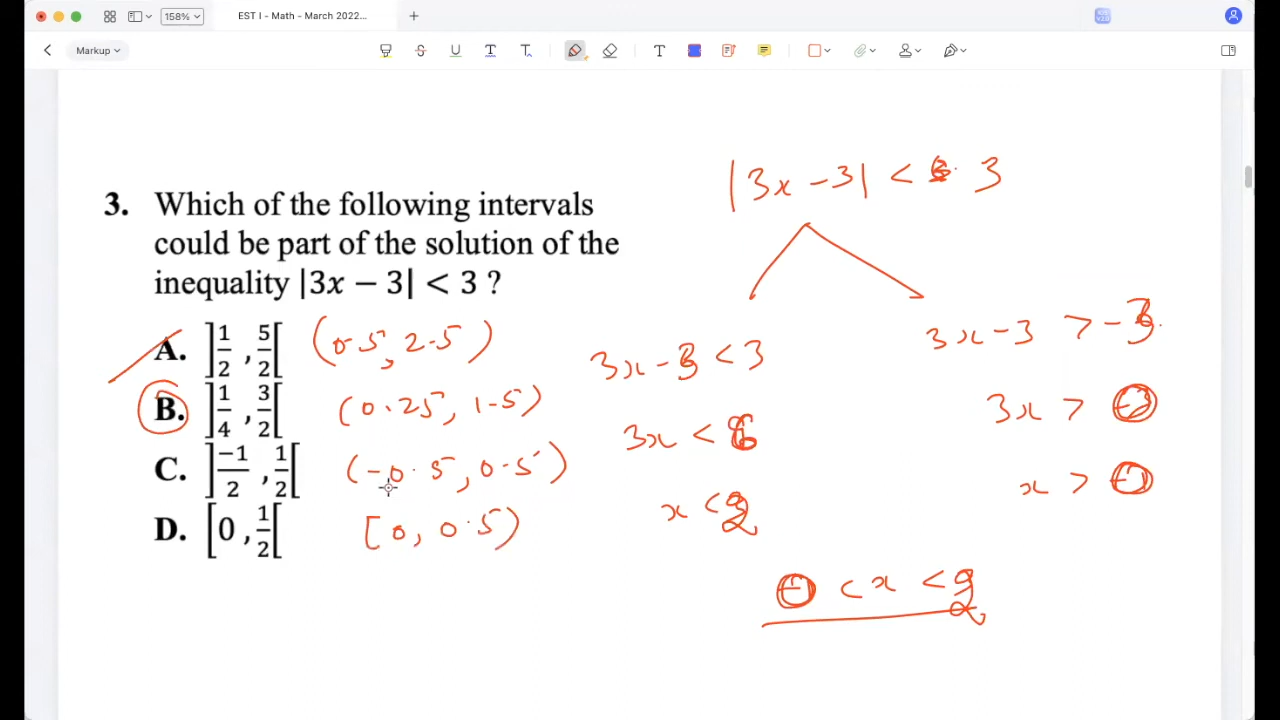 158%
EST I - Math - March 2022...
Markup
3. Which of the following intervals
could be part of the solution of the
inequality |3x − 3| < 3 ?
A. ]1/2 , 5/2[ (0.5, 2.5)
B. ]1/4 , 3/2[ (0.25, 1.5)
C. ]−1/2 , 1/2[ (-0.5, 0.5)
D. [0 , 1/2[ [0, 0.5)
|3x - 3| < 3
3x - 3 < 3
3x < 6
x < 2
3x - 3 > -3
3x > 0
x > 0
0 < x < 2